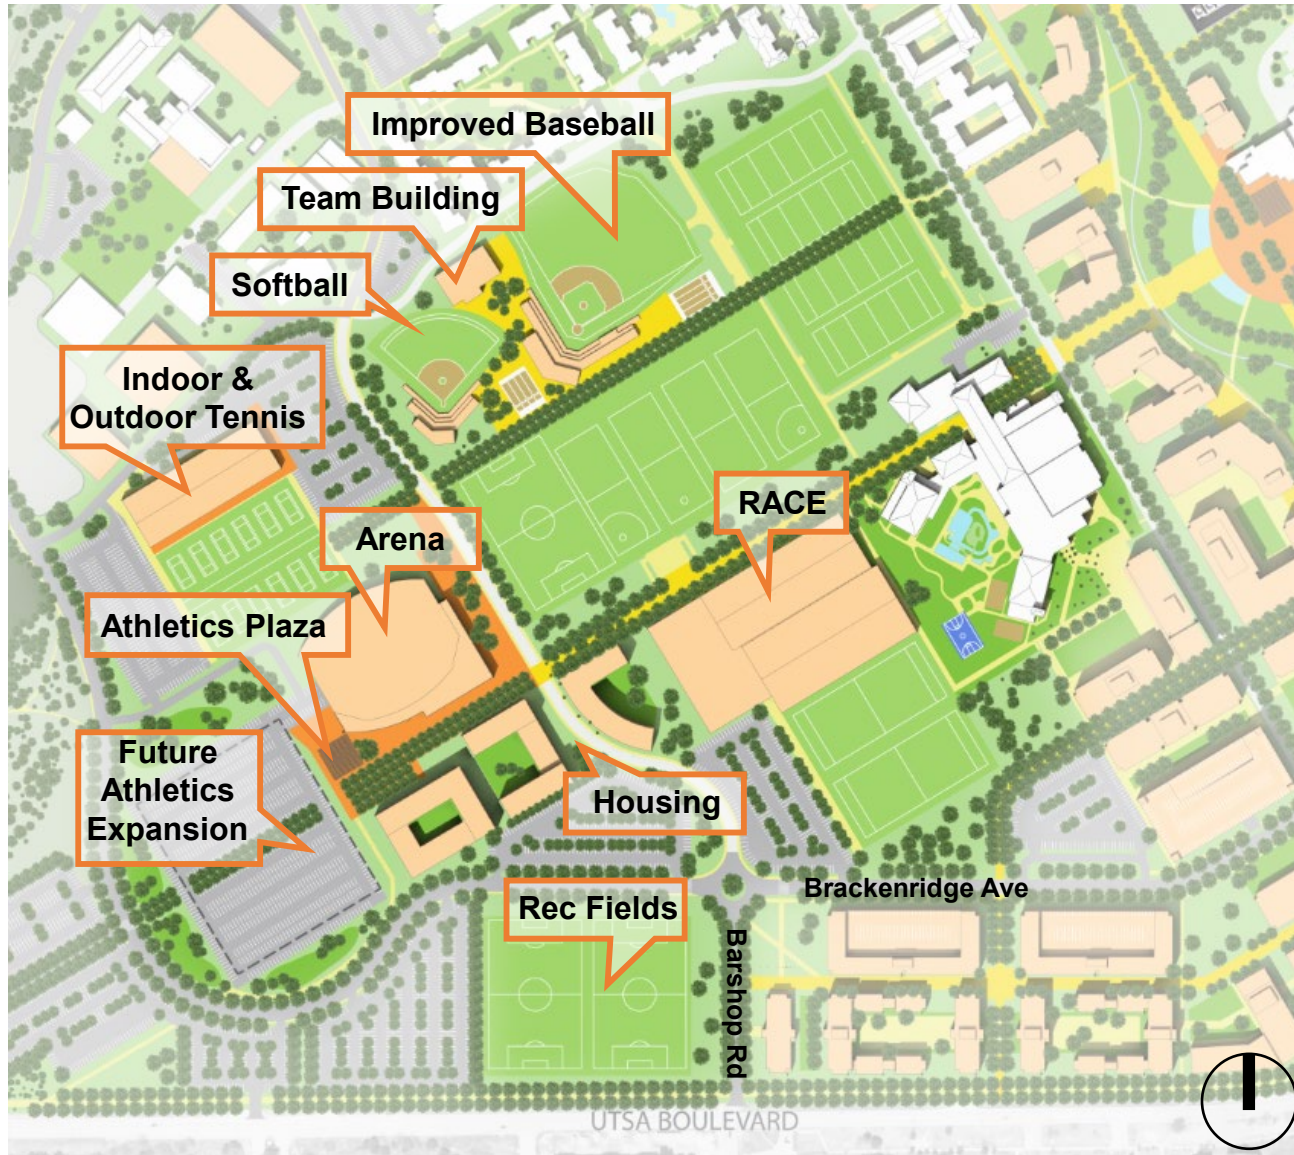 Improved Baseball
Team Building
Softball
Indoor &
Outdoor Tennis
RACE
Arena
Athletics Plaza
Future
Athletics
Expansion
Housing
Brackenridge Ave
Rec Fields
Barshop Rd
UTSA BOULEVARD